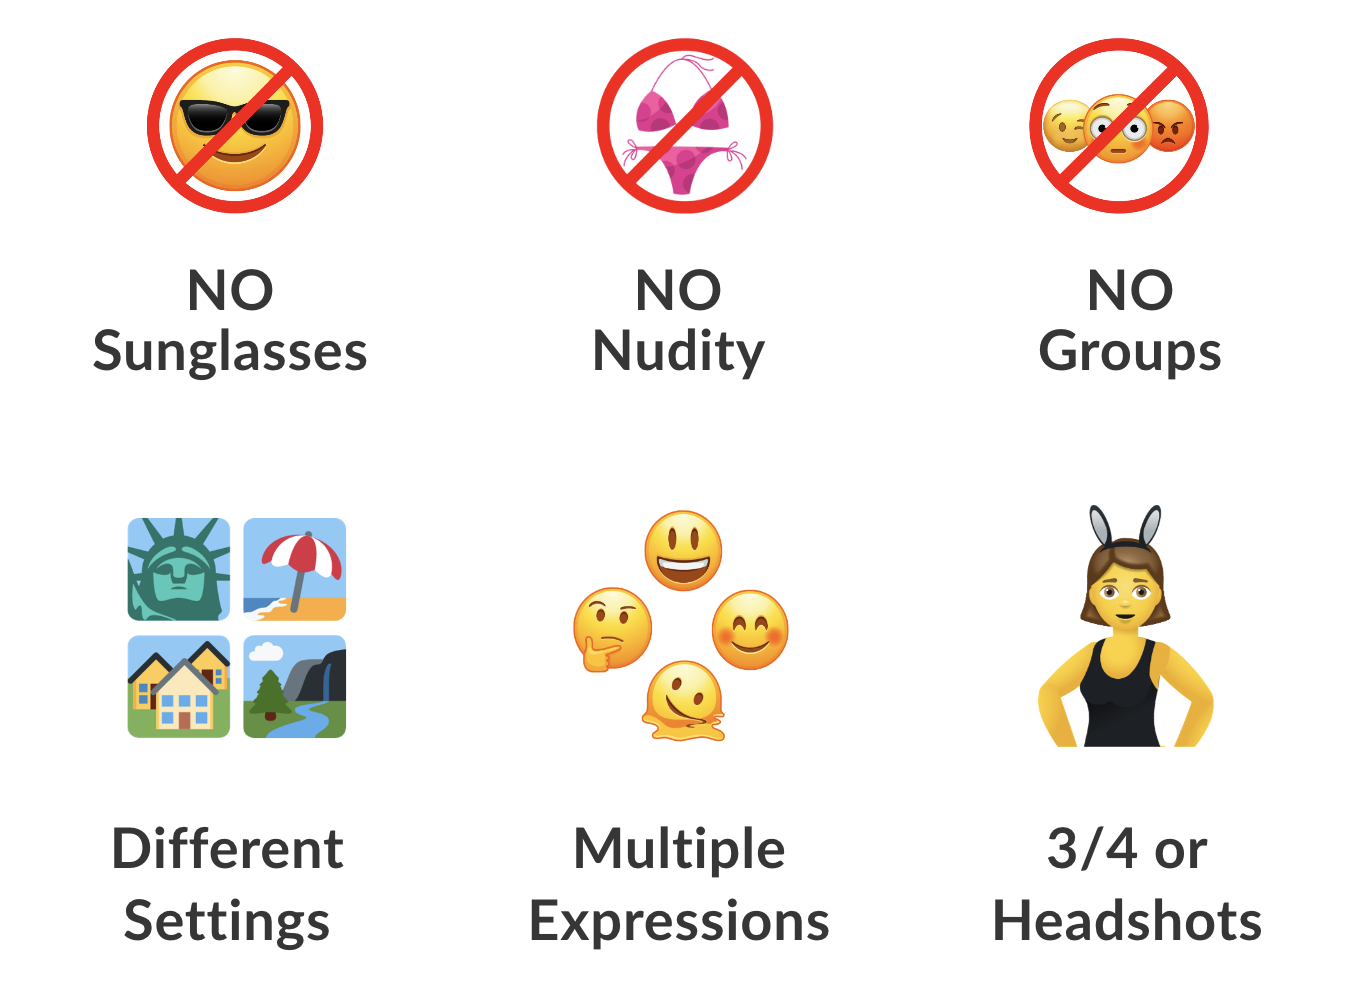 NO
Sunglasses
NO
Nudity
NO
Groups
Different
Settings
Multiple
Expressions
3/4 or
Headshots